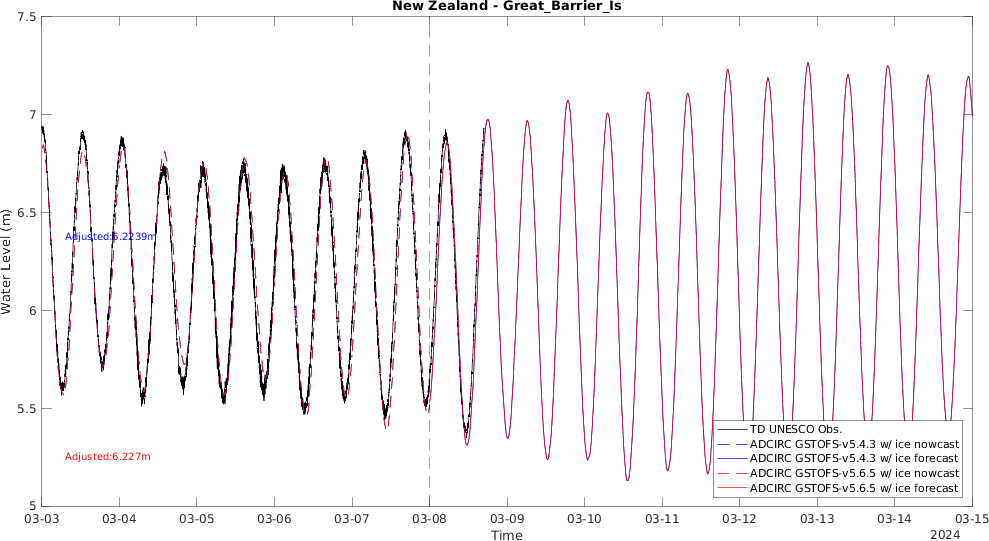 New Zealand - Great_Barrier_Is
7.5
7
6.5
6
5.5
5
Water Level (m)
Adjusted:6.2239m
Adjusted:6.227m
TD UNESCO Obs.
ADCIRC GSTOFS-v5.4.3 w/ ice nowcast
ADCIRC GSTOFS-v5.4.3 w/ ice forecast
ADCIRC GSTOFS-v5.6.5 w/ ice nowcast
ADCIRC GSTOFS-v5.6.5 w/ ice forecast
03-03 03-04 03-05 03-06 03-07 03-08 03-09 03-10 03-11 03-12 03-13 03-14 03-15
Time
2024